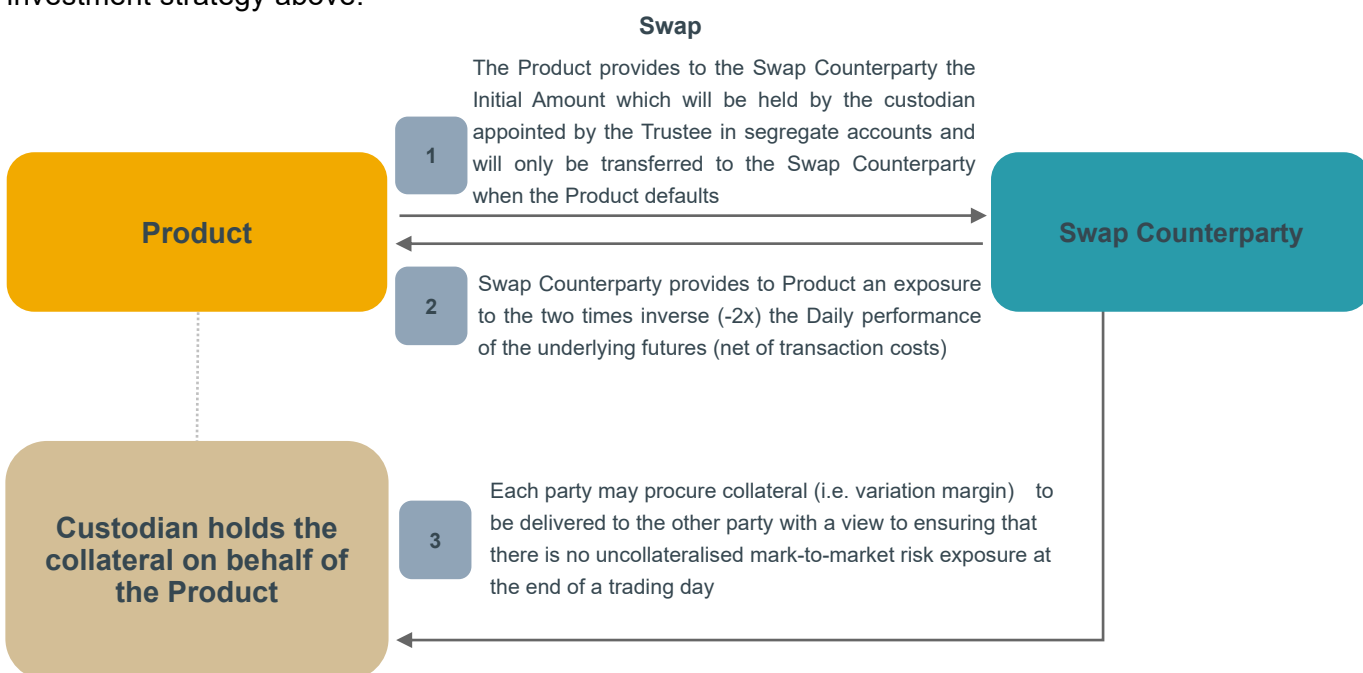 investment strategy above.
Swap
The Product provides to the Swap Counterparty the
Initial Amount which will be held by the custodian
appointed by the Trustee in segregate accounts and
will only be transferred to the Swap Counterparty
when the Product defaults
1
Product
Swap Counterparty
2
Swap Counterparty provides to Product an exposure
to the two times inverse (-2x) the Daily performance
of the underlying futures (net of transaction costs)
Custodian holds the
collateral on behalf of
the Product
3
Each party may procure collateral (i.e. variation margin) to
be delivered to the other party with a view to ensuring that
there is no uncollateralised mark-to-market risk exposure at
the end of a trading day